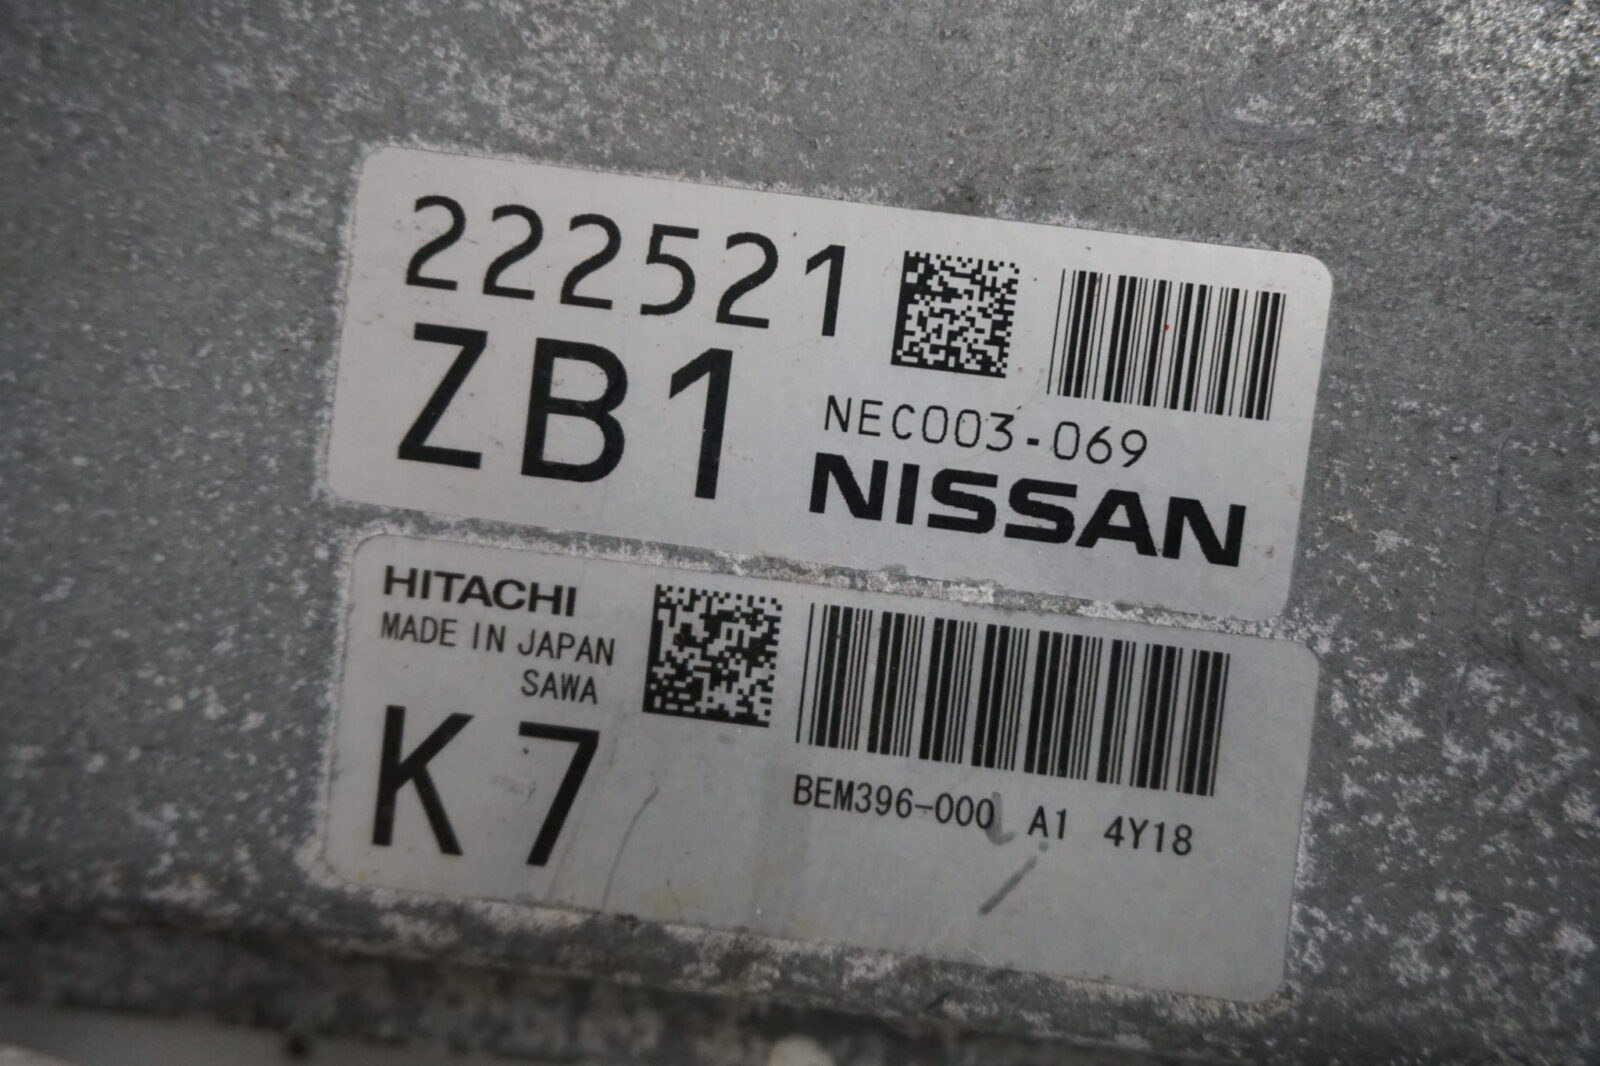 222521
ZB1
NEC003-069
NISSAN
HITACHI
MADE IN JAPAN
SAWA
K7
BEM396-000 A1 4Y18